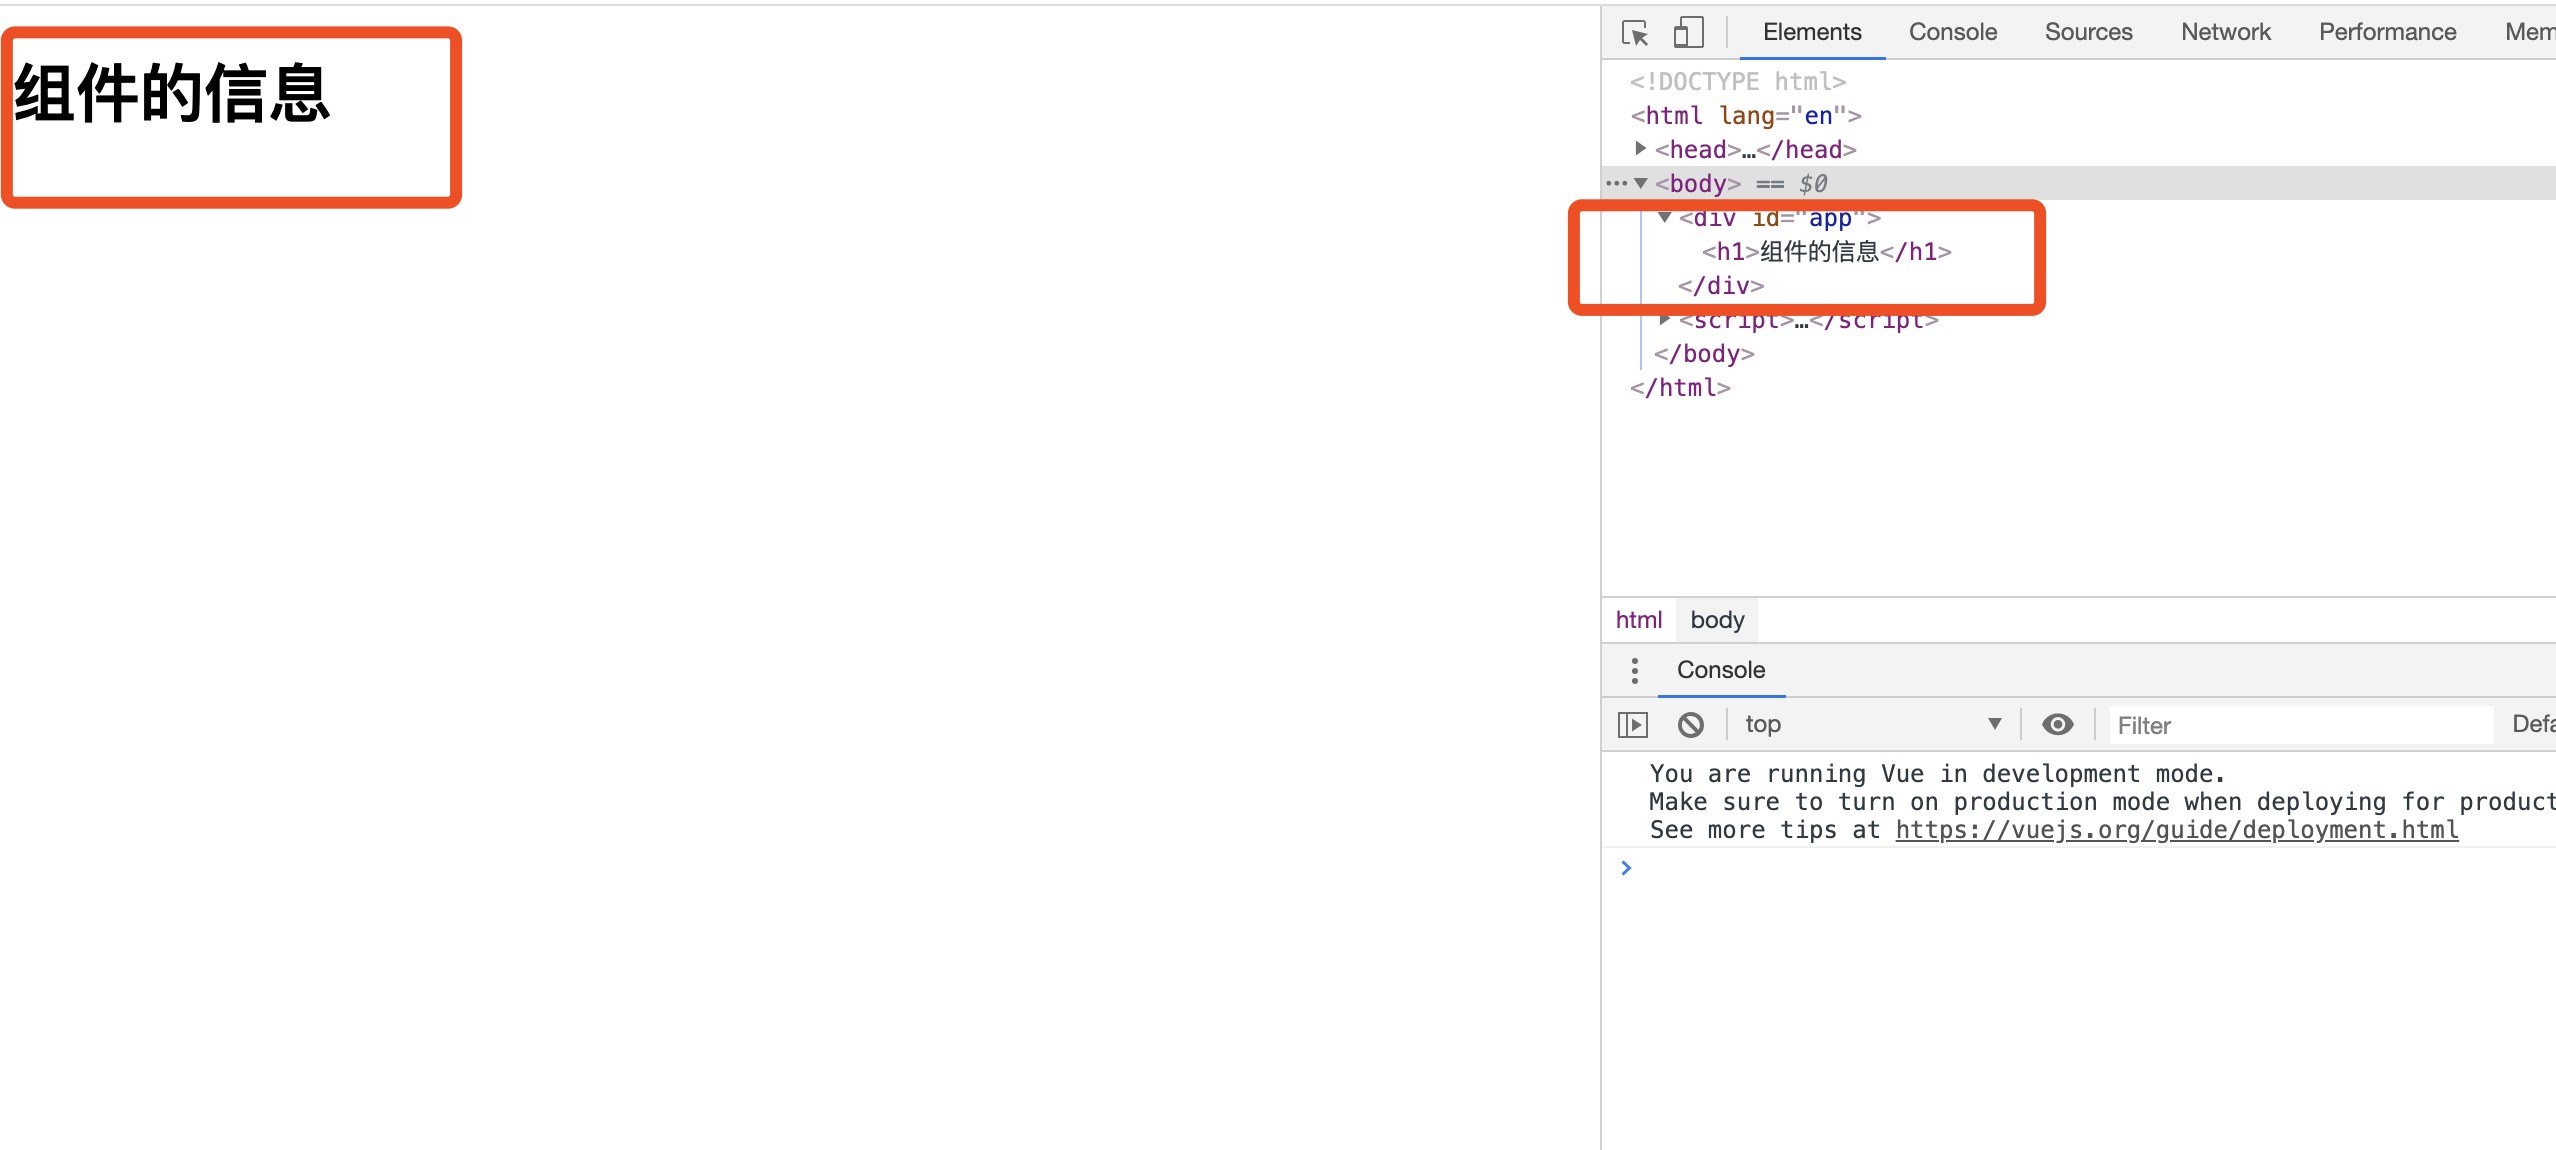 组件的信息
Elements Console Sources Network Performance Mem
<!DOCTYPE html>
<html lang="en">
<head>…</head>
<body> == $0
<div id="app">
<h1>组件的信息</h1>
</div>
<script>…</script>
</body>
</html>
html body
Console
top Filter Defa
You are running Vue in development mode.
Make sure to turn on production mode when deploying for product
See more tips at https://vuejs.org/guide/deployment.html